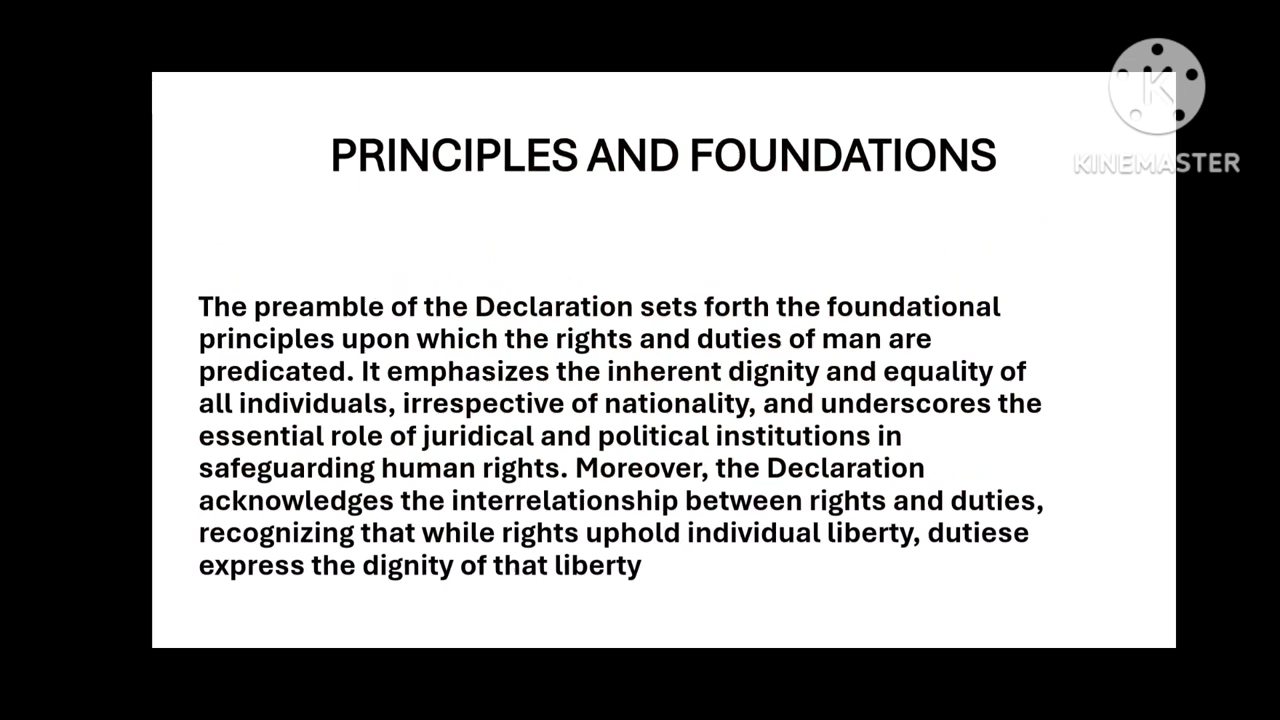 K
KINEMASTER
PRINCIPLES AND FOUNDATIONS
The preamble of the Declaration sets forth the foundational
principles upon which the rights and duties of man are
predicated. It emphasizes the inherent dignity and equality of
all individuals, irrespective of nationality, and underscores the
essential role of juridical and political institutions in
safeguarding human rights. Moreover, the Declaration
acknowledges the interrelationship between rights and duties,
recognizing that while rights uphold individual liberty, dutiese
express the dignity of that liberty